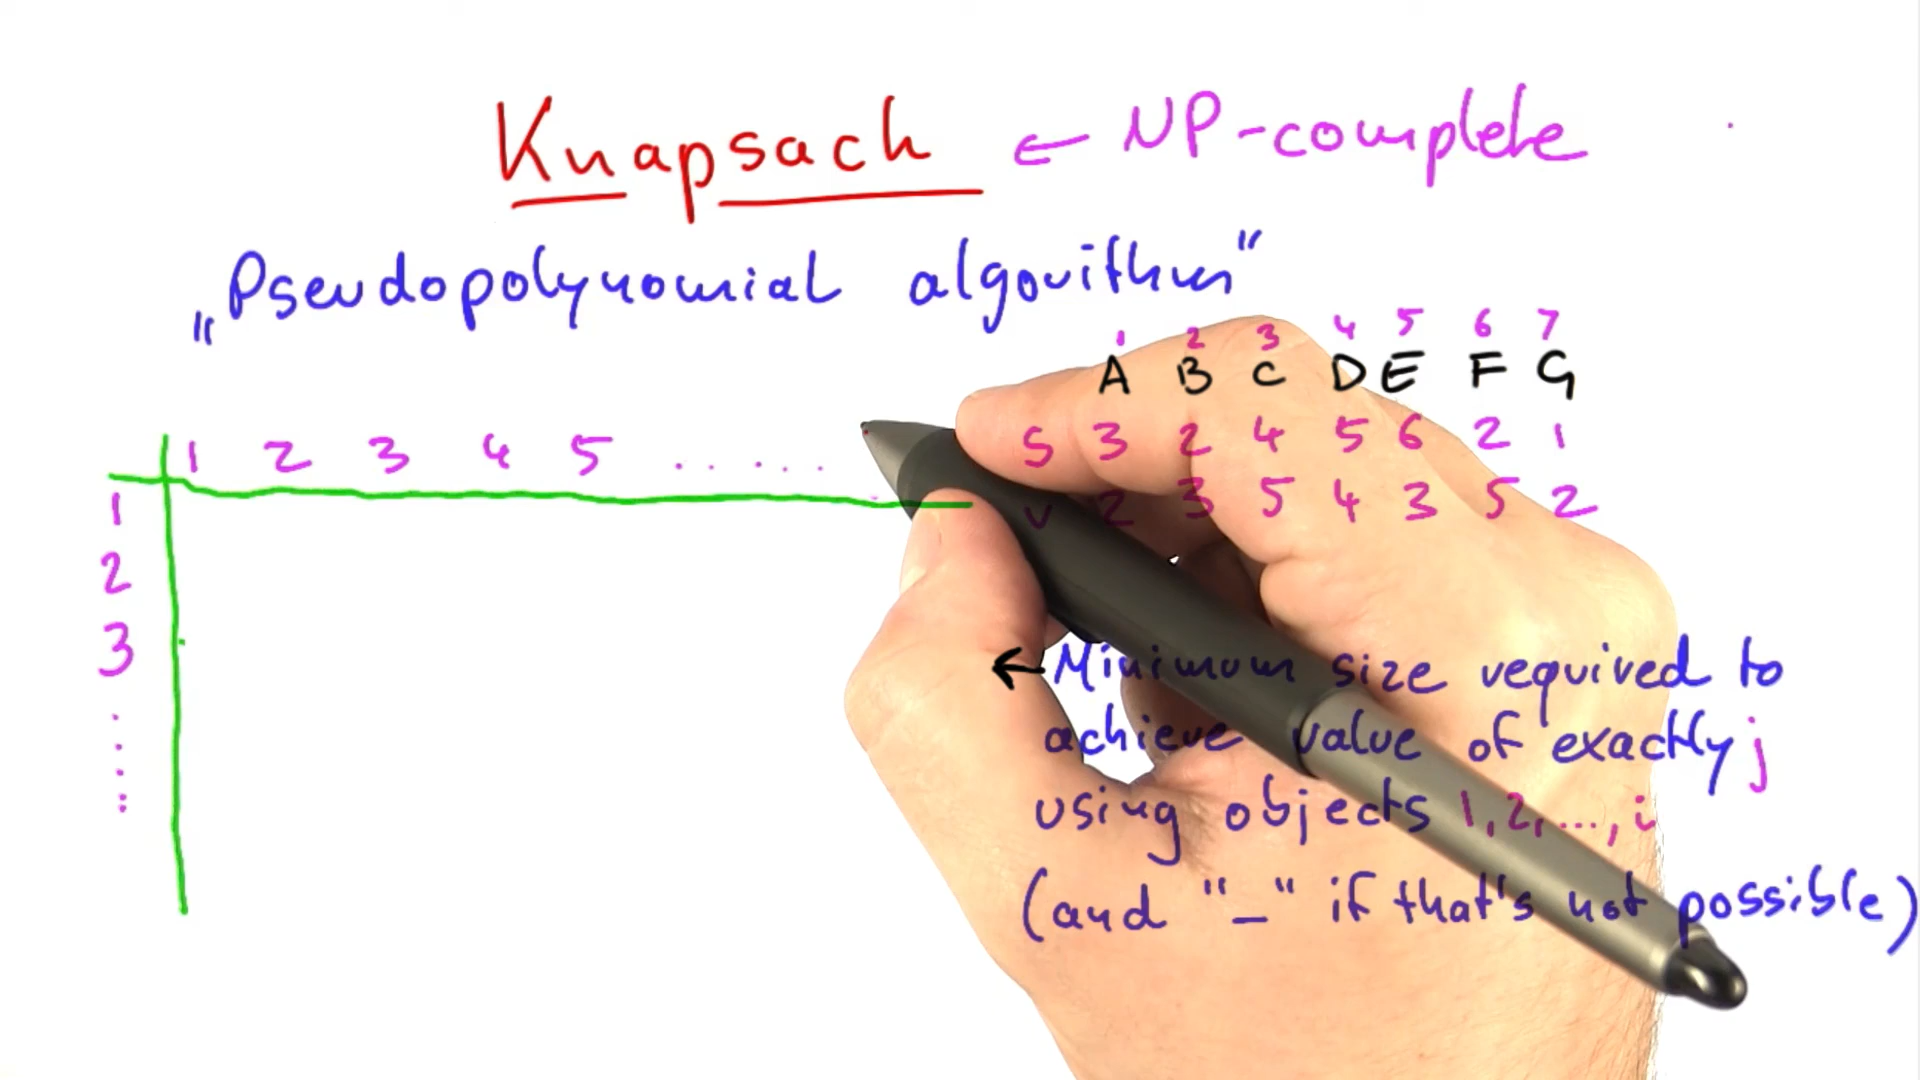 Knapsack ← NP-complete
„Pseudopolynomial algorithm“
1 2 3 4 5 6 7
A B C D E F G
S 3 2 4 5 6 2 1
V 2 3 5 4 3 5 2
1 2 3 4 5 . . . . .
1
2
3
.
.
.
..
← Minimum size required to
achieve value of exactly j
using objects 1, 2, ..., i
(and "_" if that's not possible)